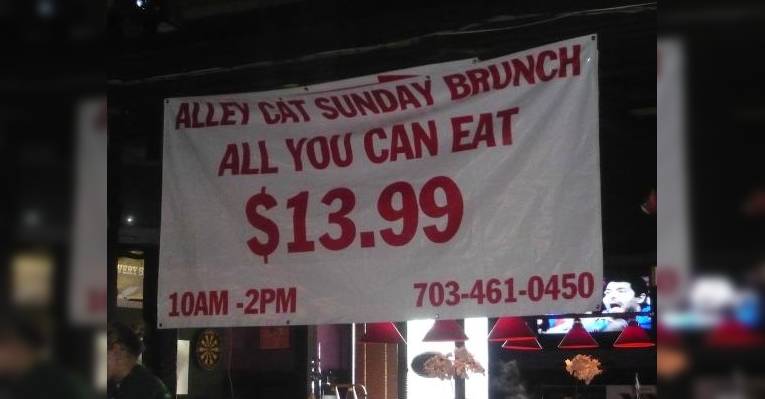 ALLEY CAT SUNDAY BRUNCH
ALL YOU CAN EAT
$13.99
10AM -2PM
703-461-0450